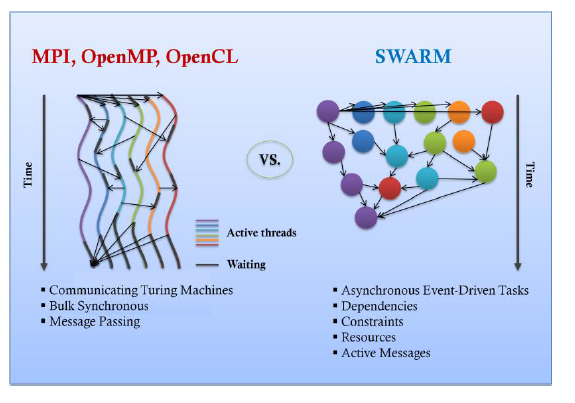 MPI, OpenMP, OpenCL
SWARM
Time
VS.
Time
Active threads
Waiting
▪ Communicating Turing Machines
▪ Bulk Synchronous
▪ Message Passing
▪ Asynchronous Event-Driven Tasks
▪ Dependencies
▪ Constraints
▪ Resources
▪ Active Messages